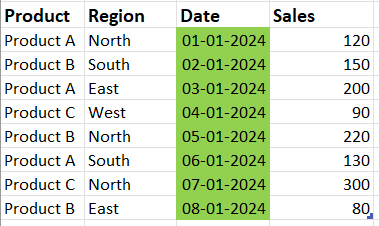 Product Region Date Sales
Product A North 01-01-2024 120
Product B South 02-01-2024 150
Product A East 03-01-2024 200
Product C West 04-01-2024 90
Product B North 05-01-2024 220
Product A South 06-01-2024 130
Product C North 07-01-2024 300
Product B East 08-01-2024 80